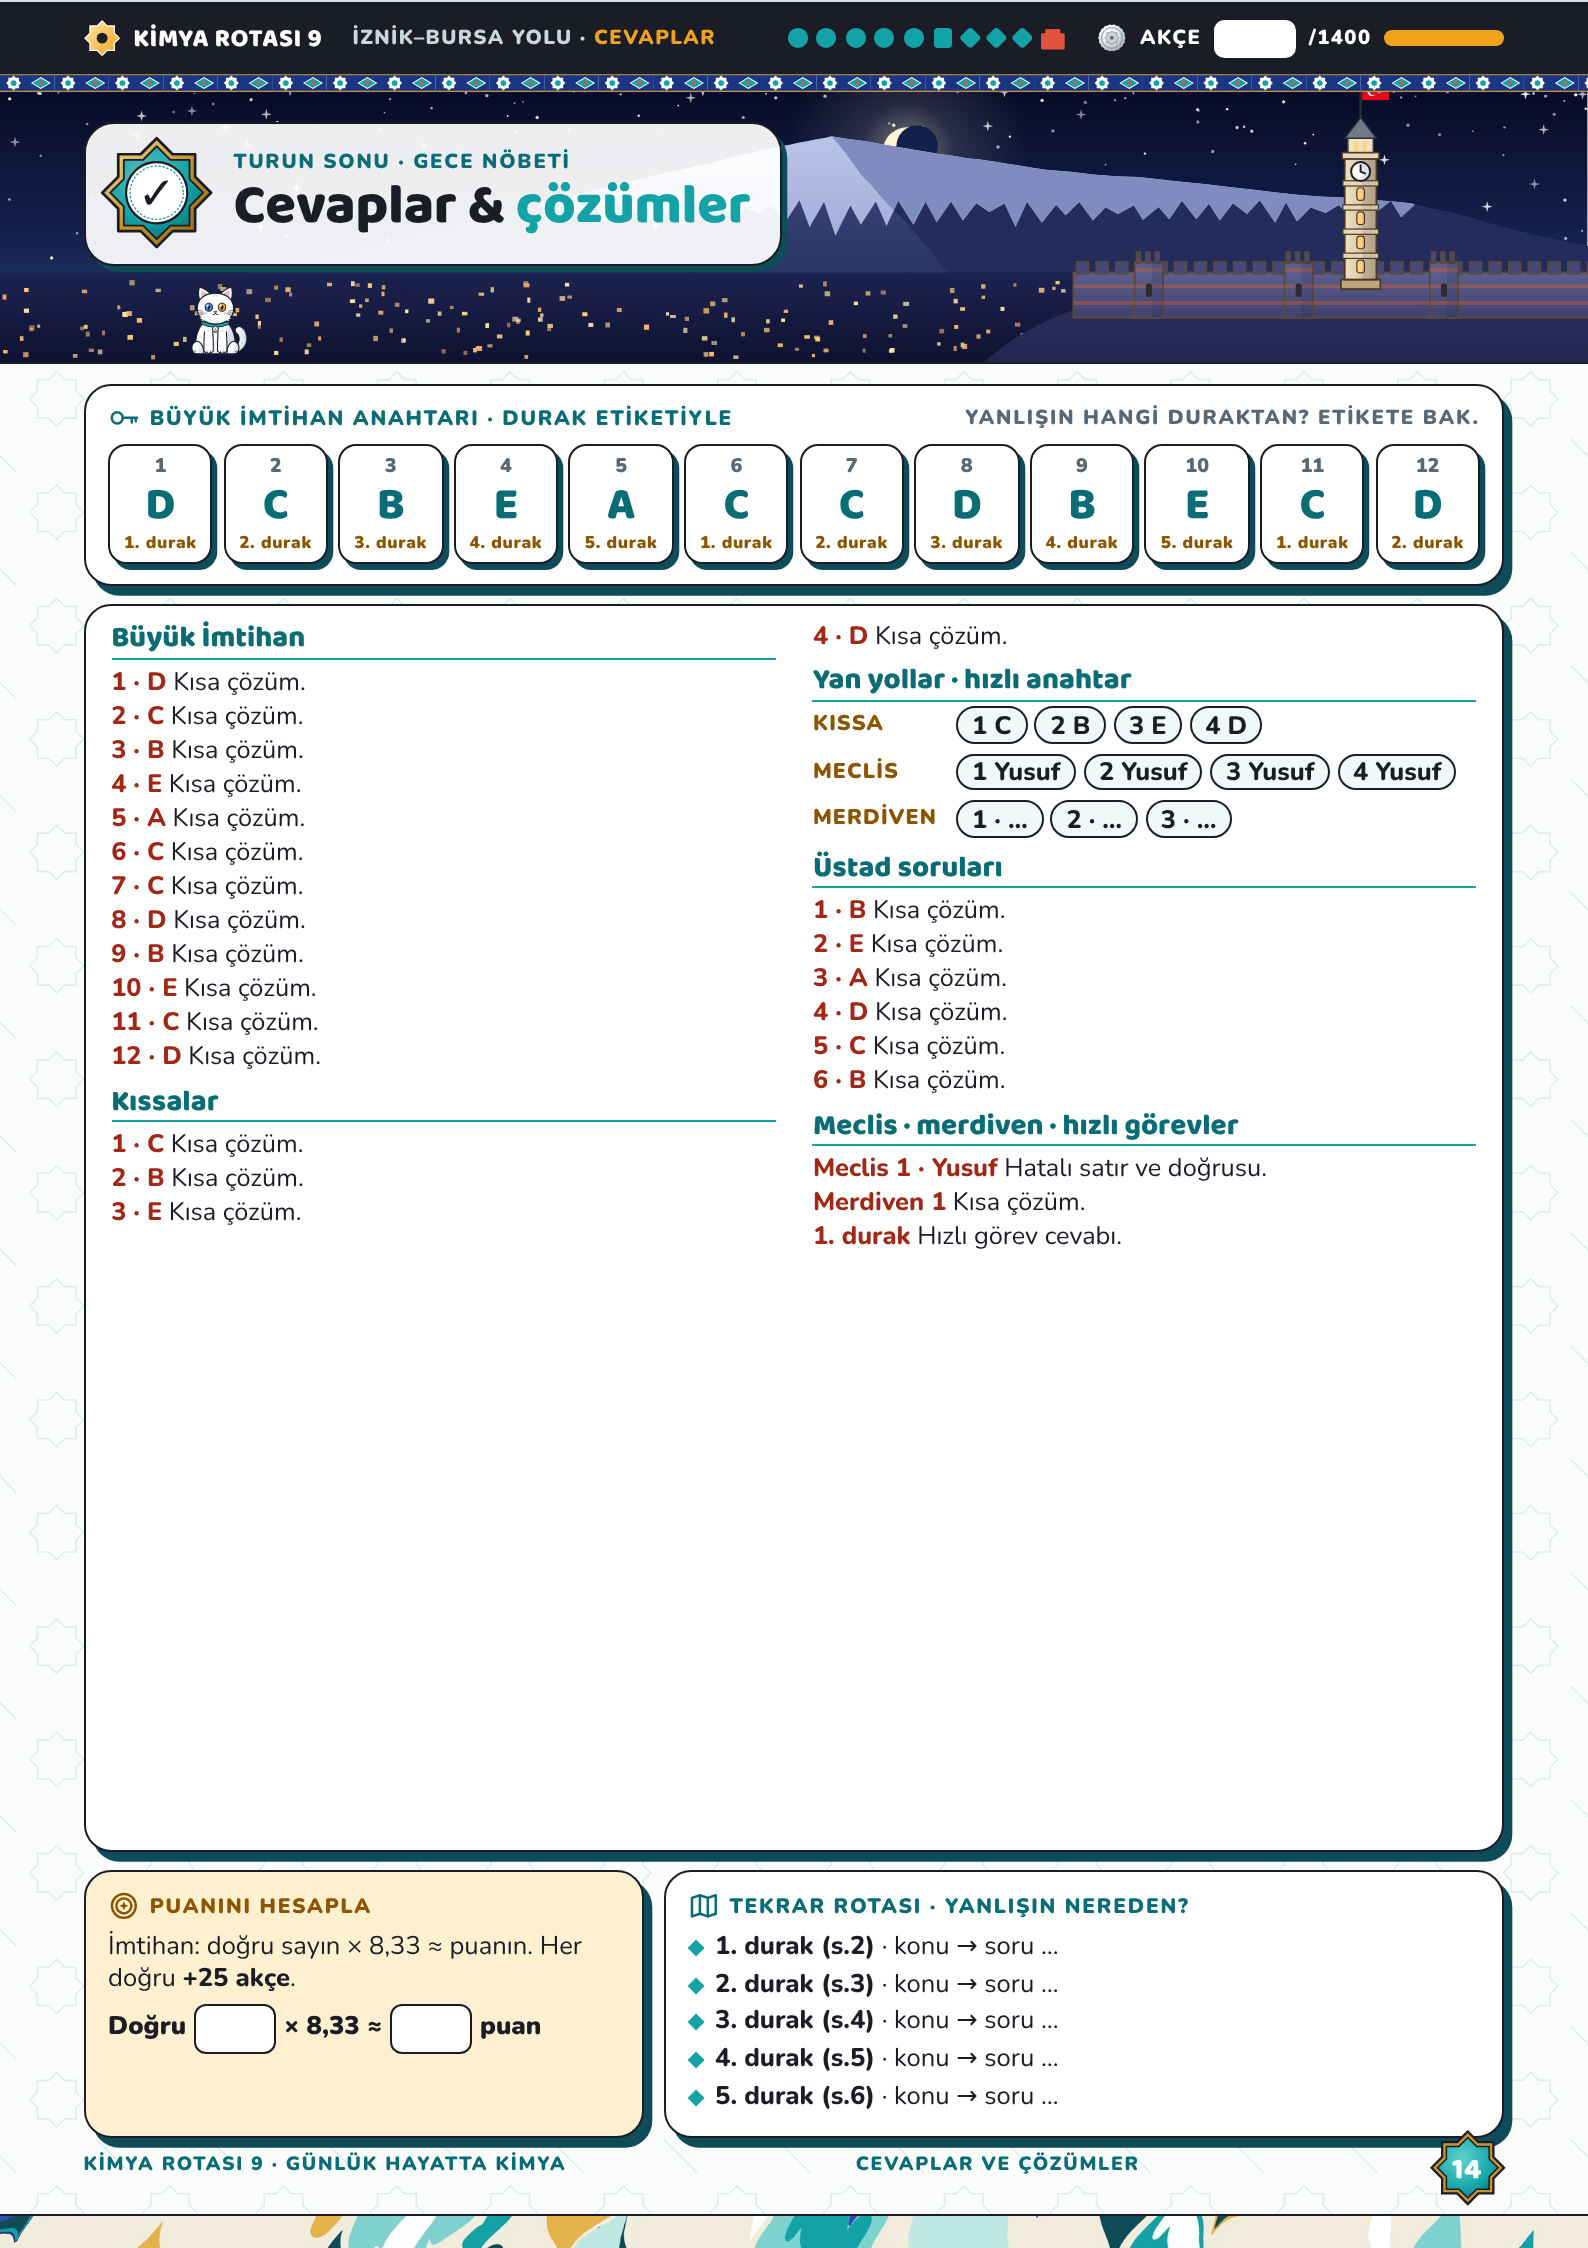 KİMYA ROTASI 9 İZNİK–BURSA YOLU · CEVAPLAR AKÇE /1400
TURUN SONU · GECE NÖBETİ
Cevaplar & çözümler
BÜYÜK İMTİHAN ANAHTARI · DURAK ETİKETİYLE YANLIŞIN HANGİ DURAKTAN? ETİKETE BAK.
1 2 3 4 5 6 7 8 9 10 11 12
D C B E A C C D B E C D
1. durak 2. durak 3. durak 4. durak 5. durak 1. durak 2. durak 3. durak 4. durak 5. durak 1. durak 2. durak
Büyük İmtihan
1 · D Kısa çözüm.
2 · C Kısa çözüm.
3 · B Kısa çözüm.
4 · E Kısa çözüm.
5 · A Kısa çözüm.
6 · C Kısa çözüm.
7 · C Kısa çözüm.
8 · D Kısa çözüm.
9 · B Kısa çözüm.
10 · E Kısa çözüm.
11 · C Kısa çözüm.
12 · D Kısa çözüm.
Kıssalar
1 · C Kısa çözüm.
2 · B Kısa çözüm.
3 · E Kısa çözüm.
4 · D Kısa çözüm.
Yan yollar · hızlı anahtar
KISSA 1 C 2 B 3 E 4 D
MECLİS 1 Yusuf 2 Yusuf 3 Yusuf 4 Yusuf
MERDİVEN 1 · ... 2 · ... 3 · ...
Üstad soruları
1 · B Kısa çözüm.
2 · E Kısa çözüm.
3 · A Kısa çözüm.
4 · D Kısa çözüm.
5 · C Kısa çözüm.
6 · B Kısa çözüm.
Meclis · merdiven · hızlı görevler
Meclis 1 · Yusuf Hatalı satır ve doğrusu.
Merdiven 1 Kısa çözüm.
1. durak Hızlı görev cevabı.
PUANINI HESAPLA
İmtihan: doğru sayın × 8,33 ≈ puanın. Her
doğru +25 akçe.
Doğru × 8,33 ≈ puan
TEKRAR ROTASI · YANLIŞIN NEREDEN?
1. durak (s.2) · konu → soru ...
2. durak (s.3) · konu → soru ...
3. durak (s.4) · konu → soru ...
4. durak (s.5) · konu → soru ...
5. durak (s.6) · konu → soru ...
KİMYA ROTASI 9 · GÜNLÜK HAYATTA KİMYA CEVAPLAR VE ÇÖZÜMLER 14